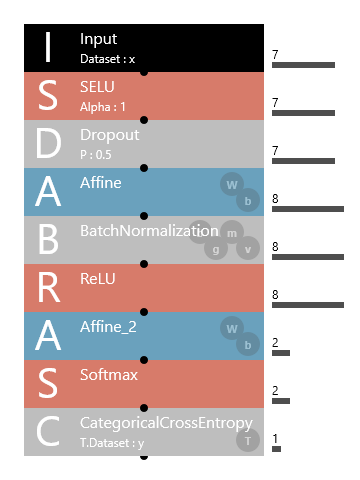 I Input 7
Dataset : x
S SELU 7
Alpha : 1
D Dropout 7
P : 0.5
A Affine W b 8
B BatchNormalization m g v 8
R ReLU 8
A Affine_2 W b 2
S Softmax 2
C CategoricalCrossEntropy T 1
T.Dataset : y